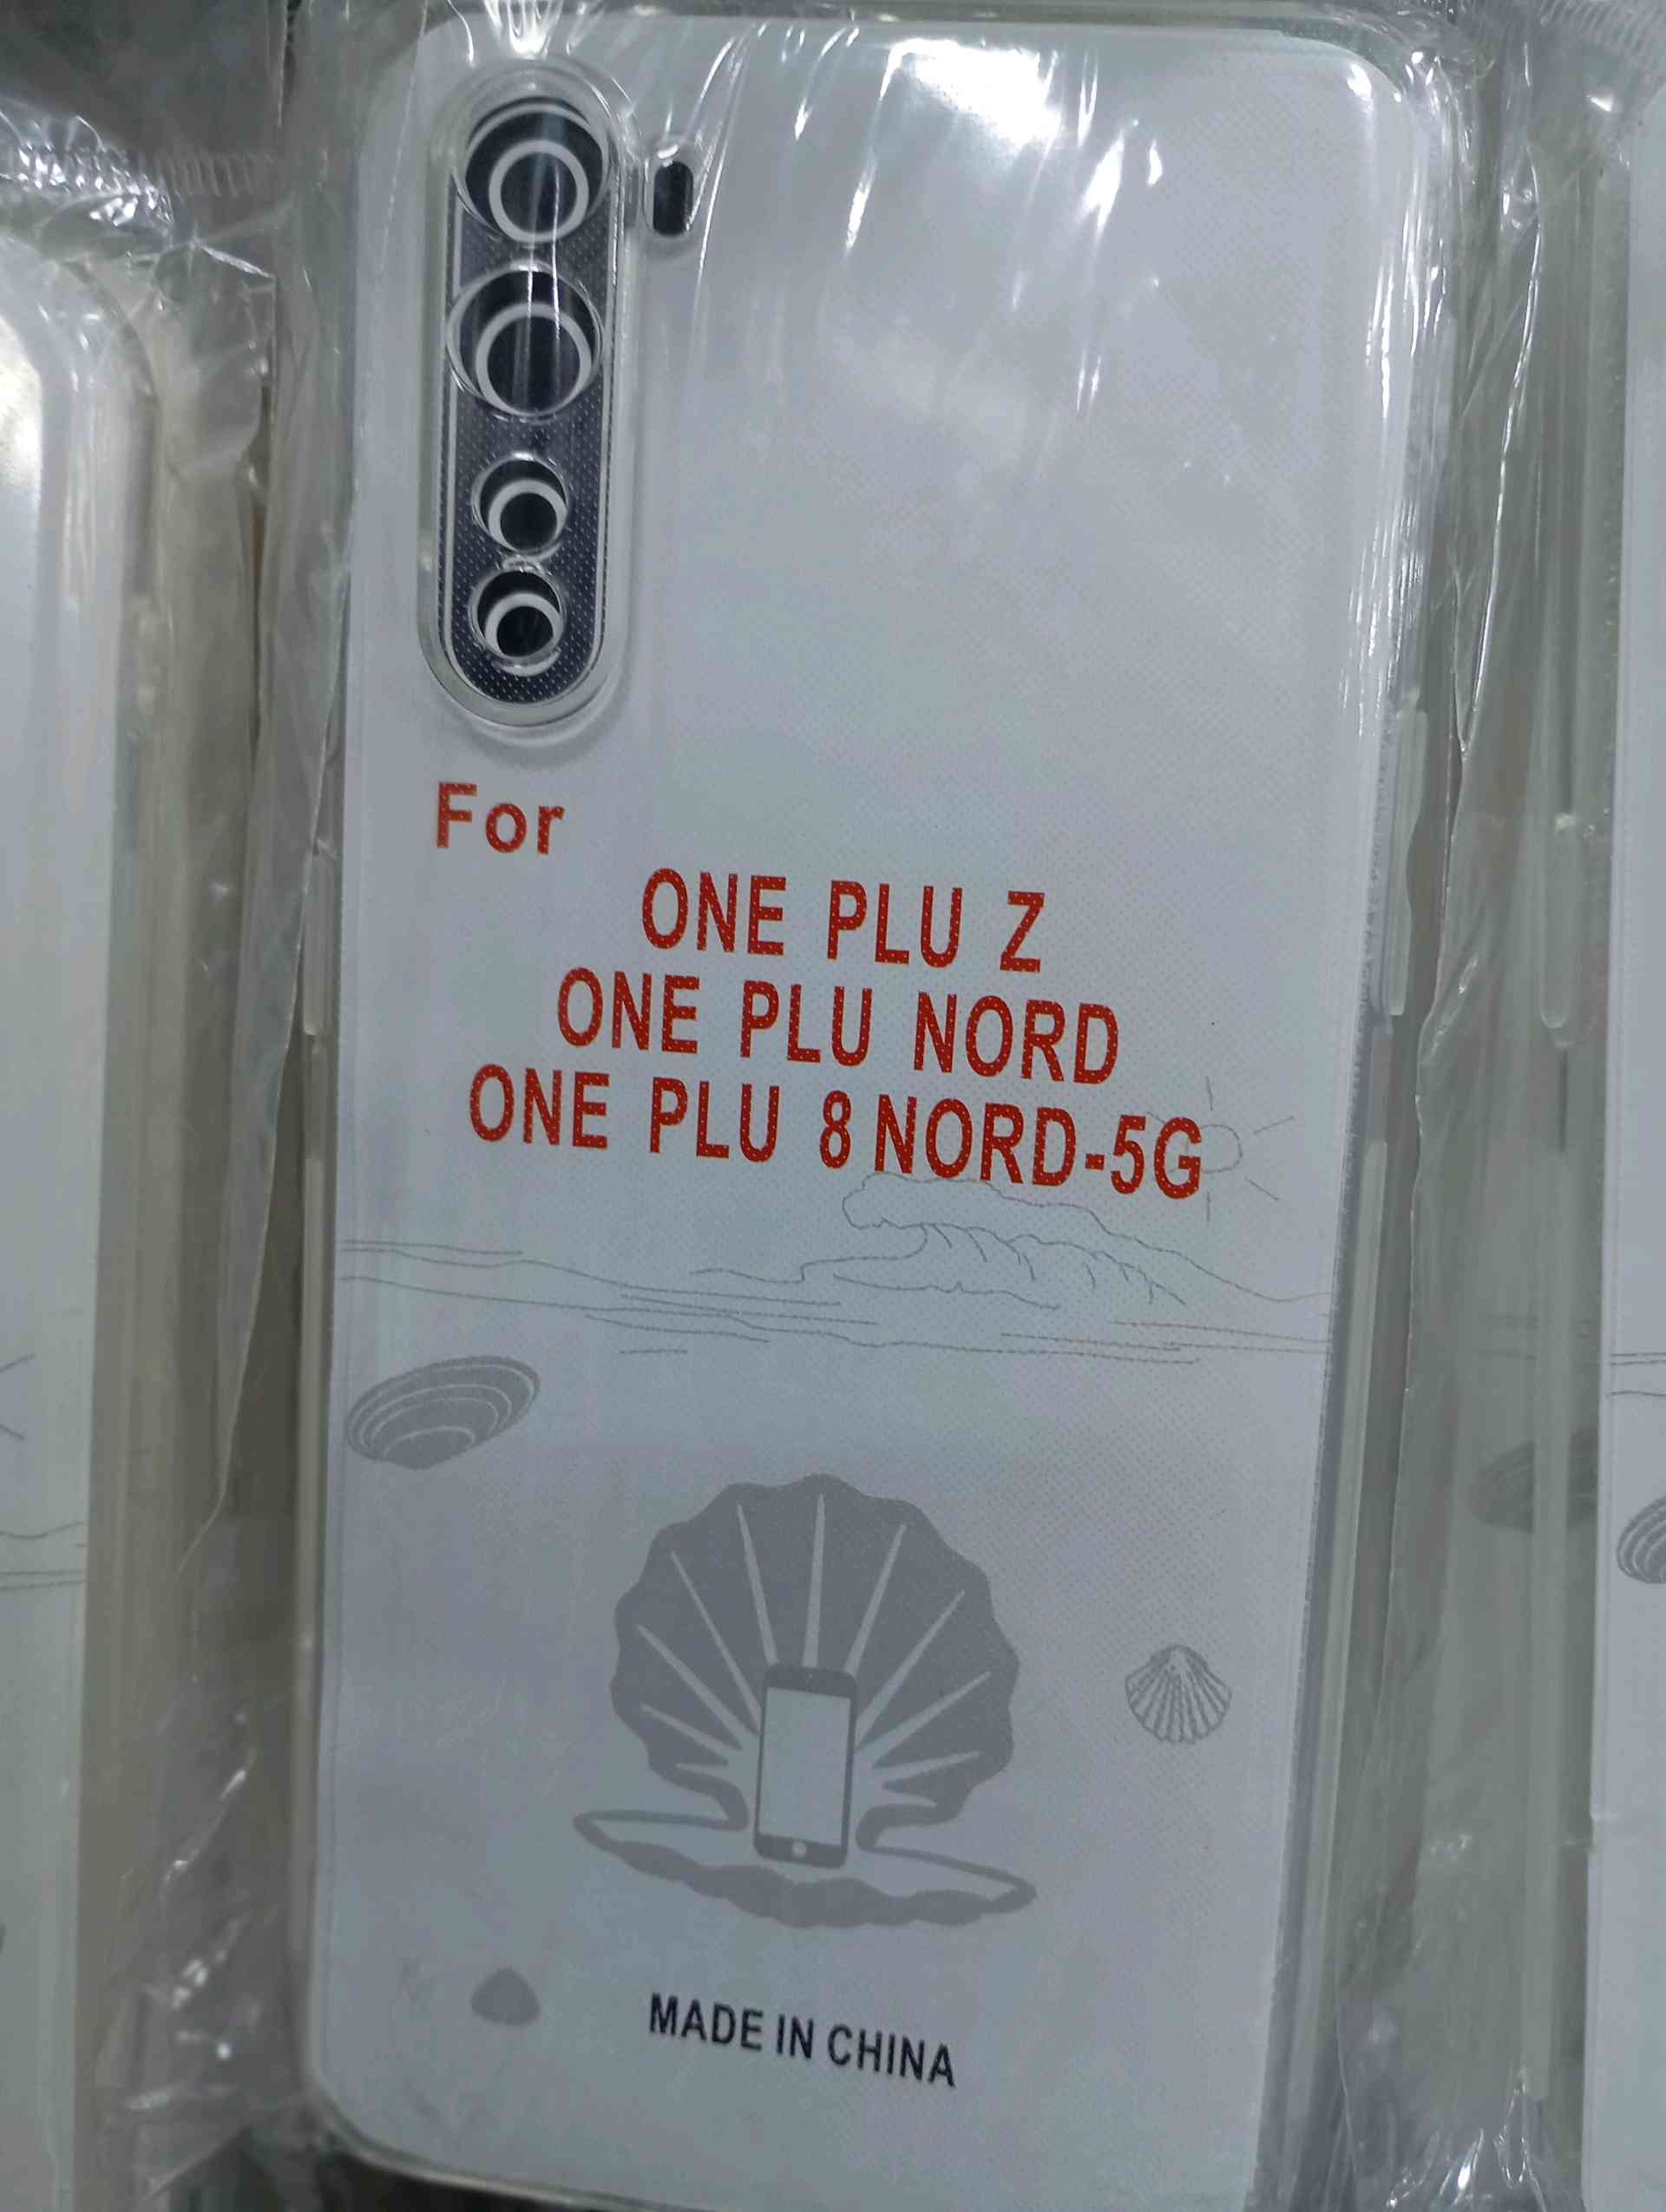 For
ONE PLU Z
ONE PLU NORD
ONE PLU 8 NORD-5G
MADE IN CHINA